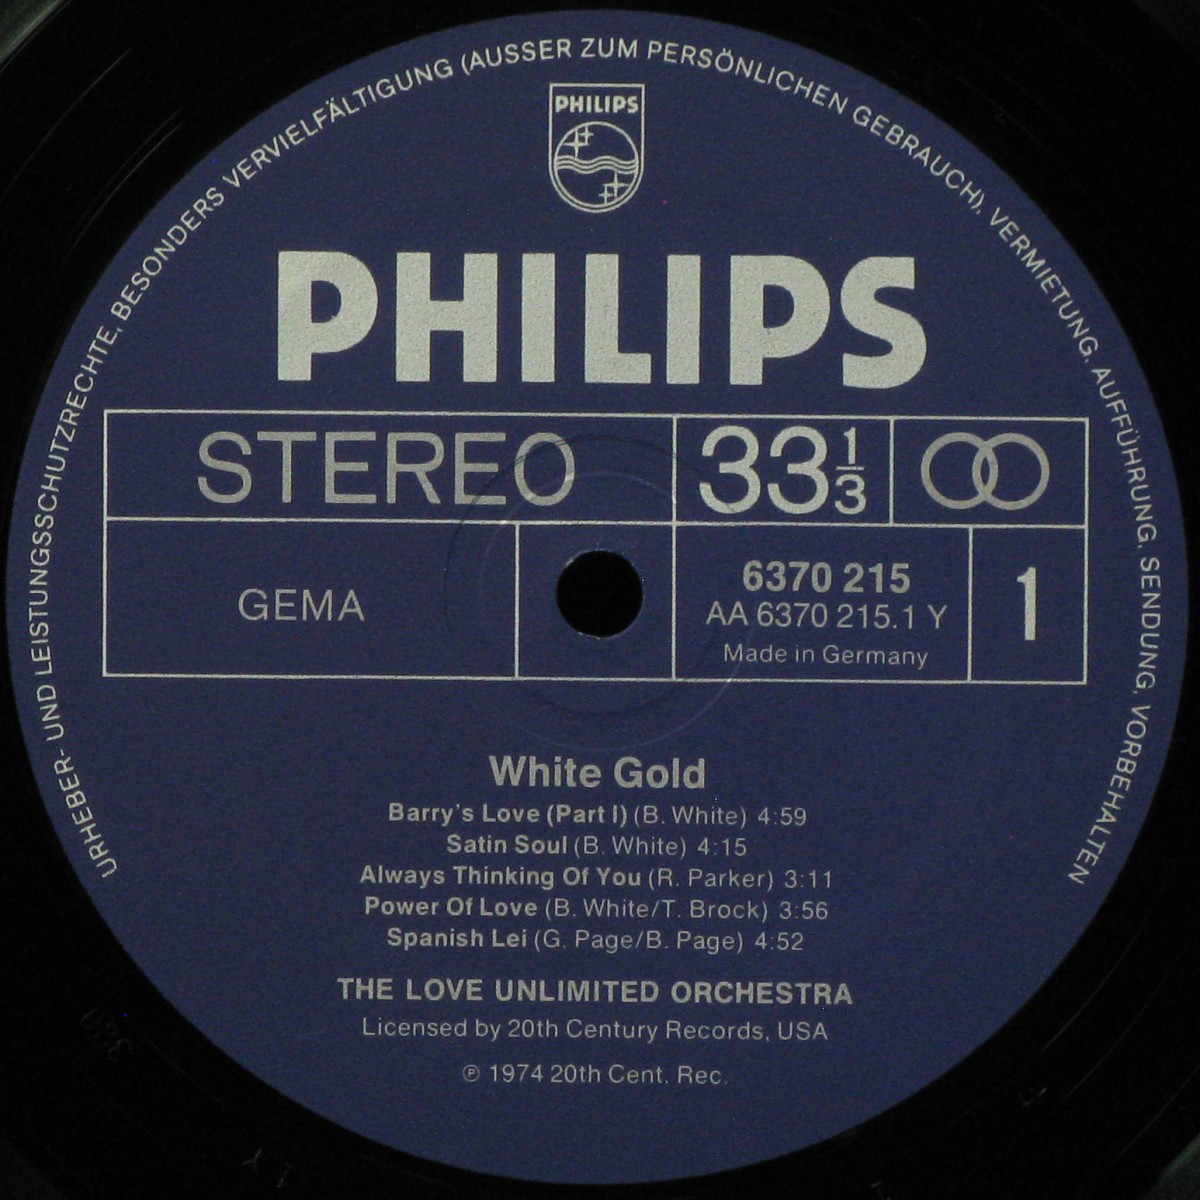 URHEBER- UND LEISTUNGSSCHUTZRECHTE, BESONDERS VERVIELFÄLTIGUNG (AUSSER ZUM PERSÖNLICHEN GEBRAUCH), VERMIETUNG, AUFFÜHRUNG, SENDUNG, VORBEHALTEN
PHILIPS
PHILIPS
STEREO 33 1/3
GEMA
6370 215
AA 6370 215.1 Y
Made in Germany
1
White Gold
Barry's Love (Part I) (B. White) 4:59
Satin Soul (B. White) 4:15
Always Thinking Of You (R. Parker) 3:11
Power Of Love (B. White/T. Brock) 3:56
Spanish Lei (G. Page/B. Page) 4:52
THE LOVE UNLIMITED ORCHESTRA
Licensed by 20th Century Records, USA
℗ 1974 20th Cent. Rec.